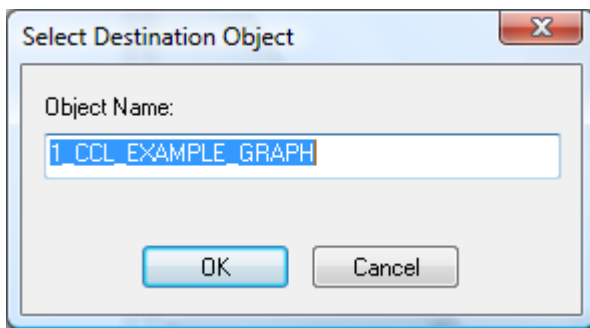 Select Destination Object
Object Name:
1_CCL_EXAMPLE_GRAPH
OK
Cancel